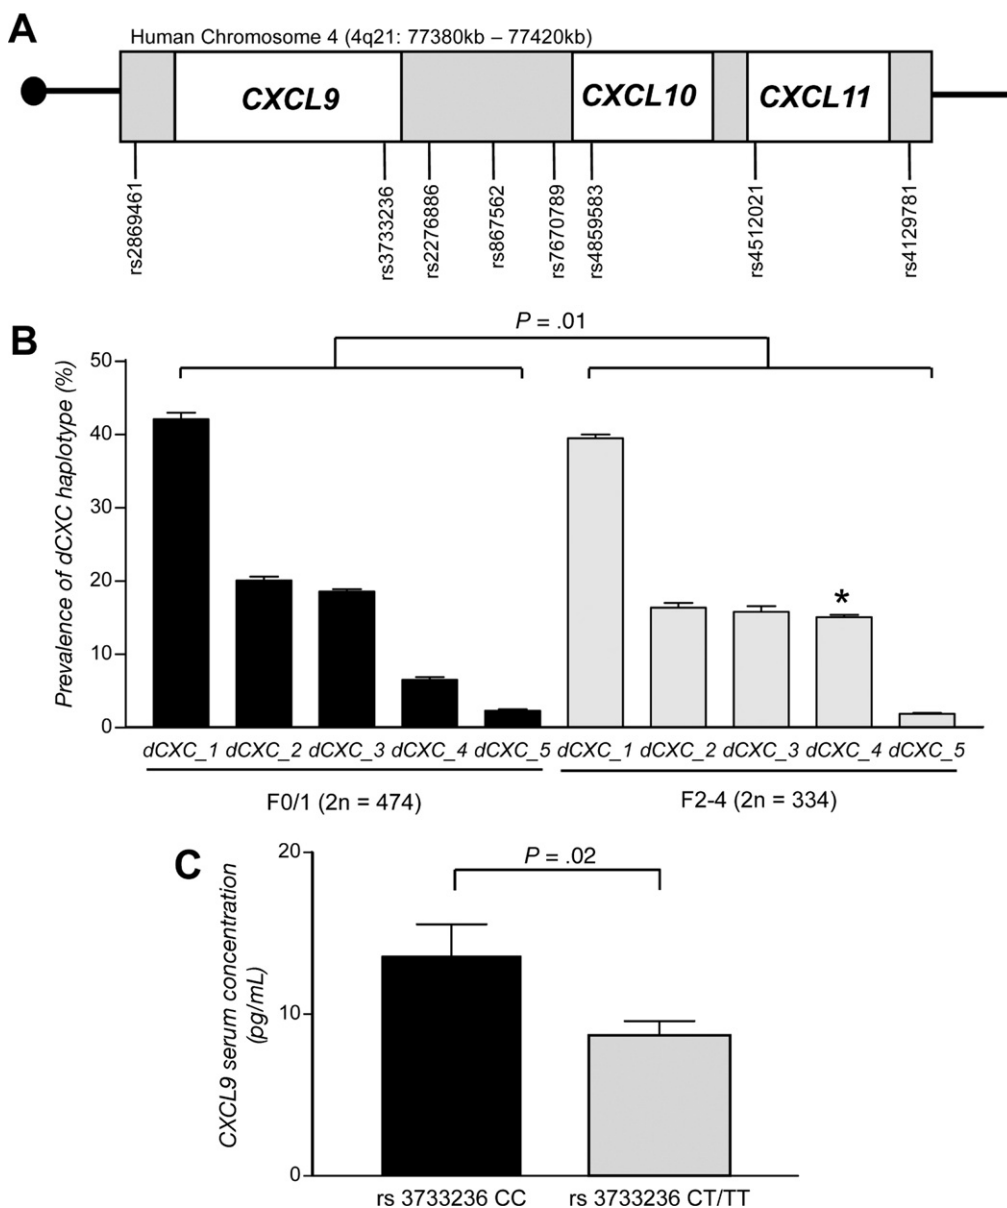 A
Human Chromosome 4 (4q21: 77380kb – 77420kb)
CXCL9
CXCL10
CXCL11
rs2869461
rs3733236
rs2276886
rs867562
rs7670789
rs4859583
rs4512021
rs4129781
B
P = .01
Prevalence of dCXC haplotype (%)
50
40
30
20
10
0
dCXC_1 dCXC_2 dCXC_3 dCXC_4 dCXC_5 dCXC_1 dCXC_2 dCXC_3 dCXC_4 dCXC_5
*
F0/1 (2n = 474)
F2-4 (2n = 334)
C
P = .02
CXCL9 serum concentration
(pg/mL)
20
10
0
rs 3733236 CC
rs 3733236 CT/TT